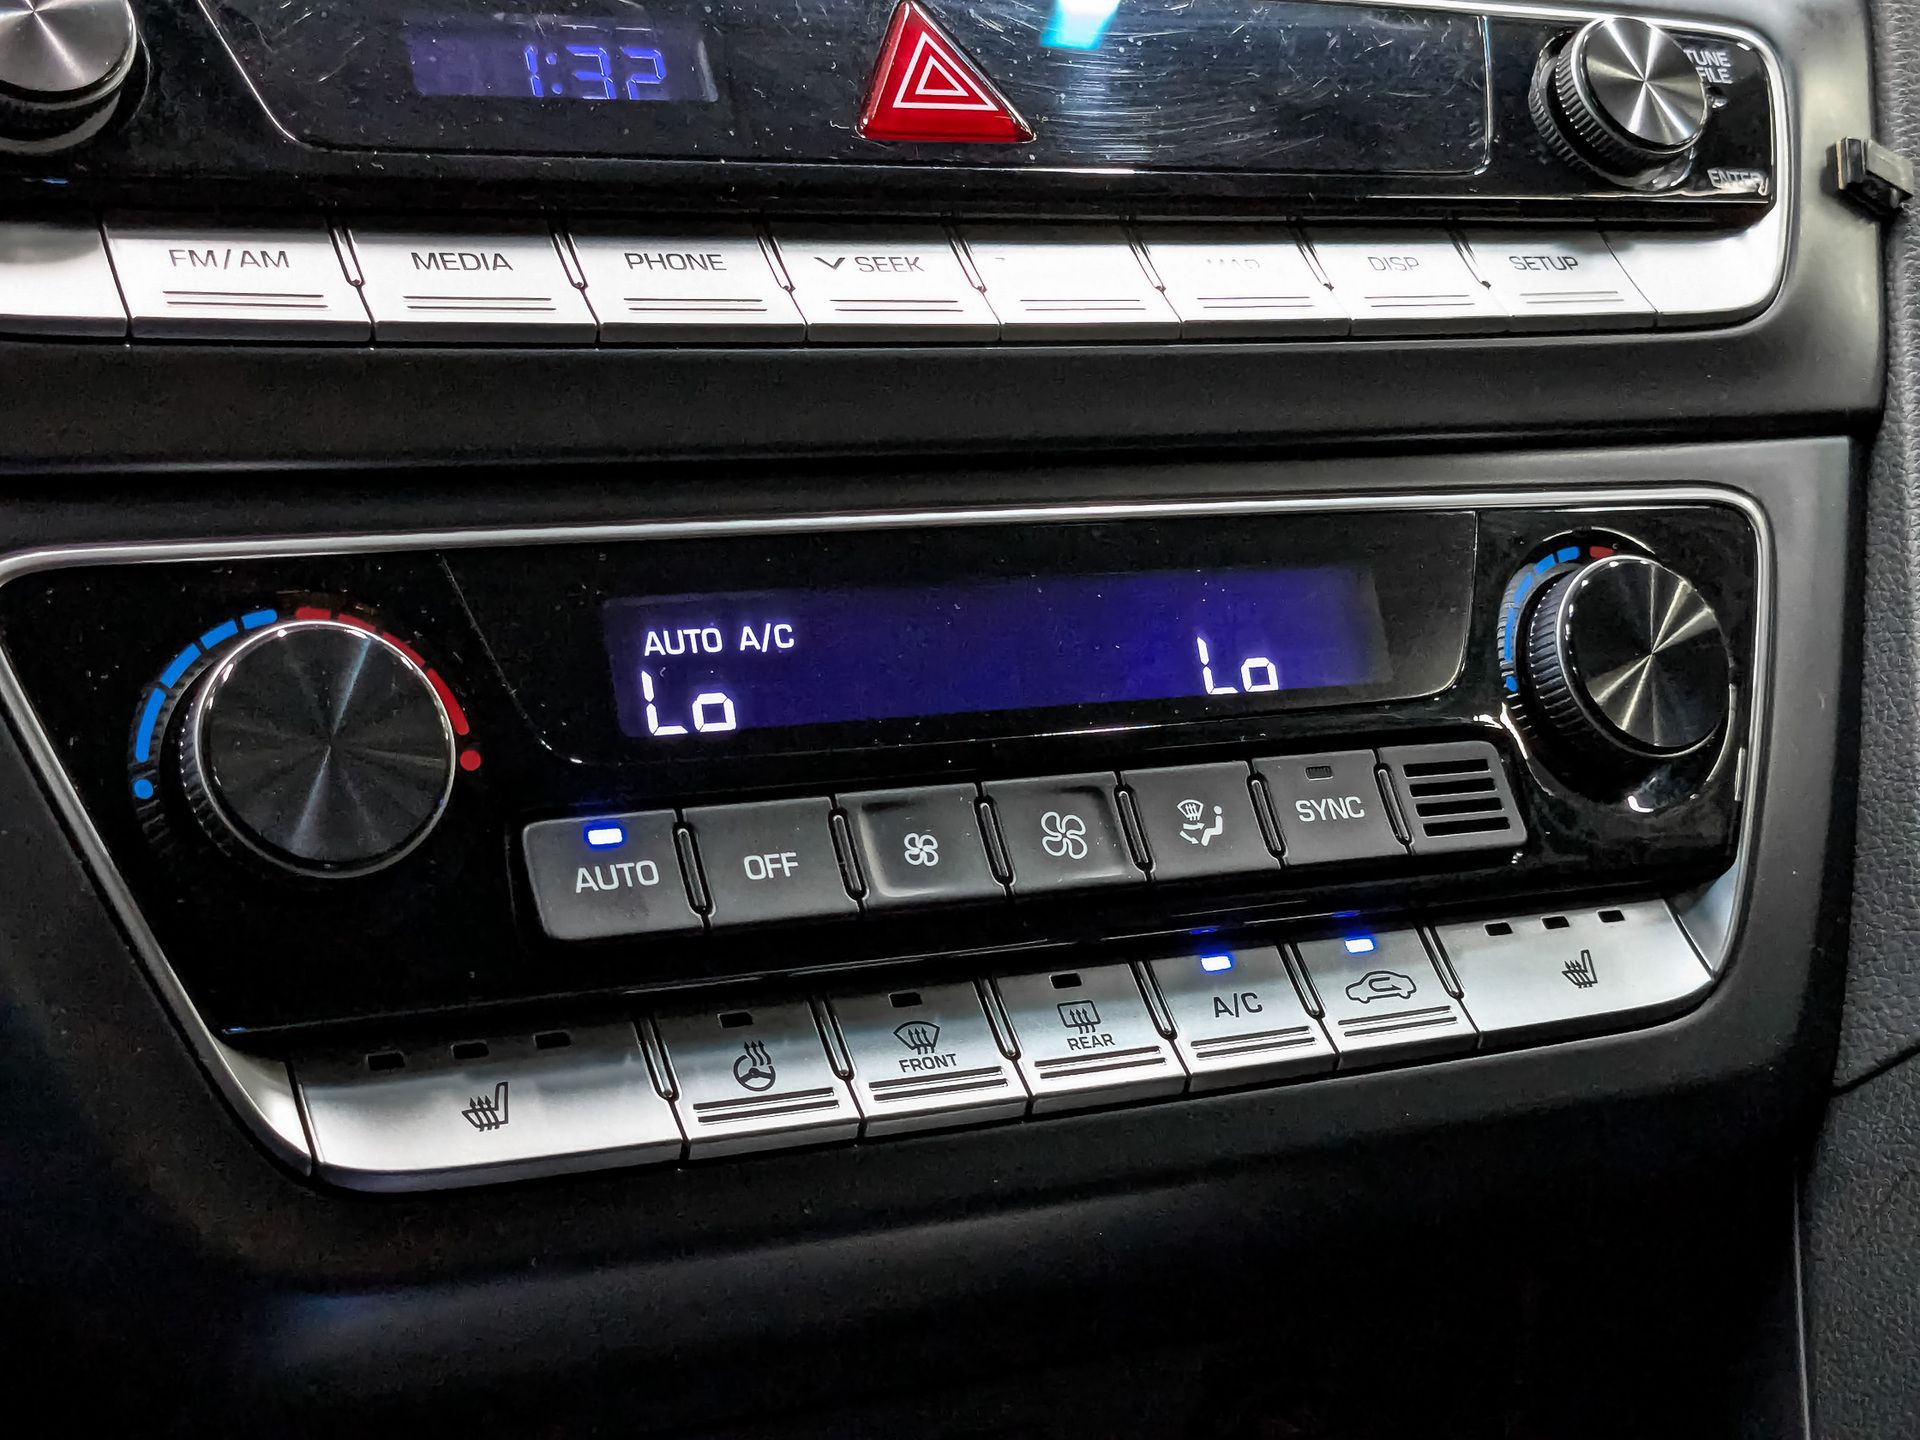 1:32
TUNE
FILE
ENTER
FM/AM
MEDIA
PHONE
SEEK
DISP
SETUP
AUTO A/C
Lo
Lo
AUTO
OFF
SYNC
FRONT
REAR
A/C